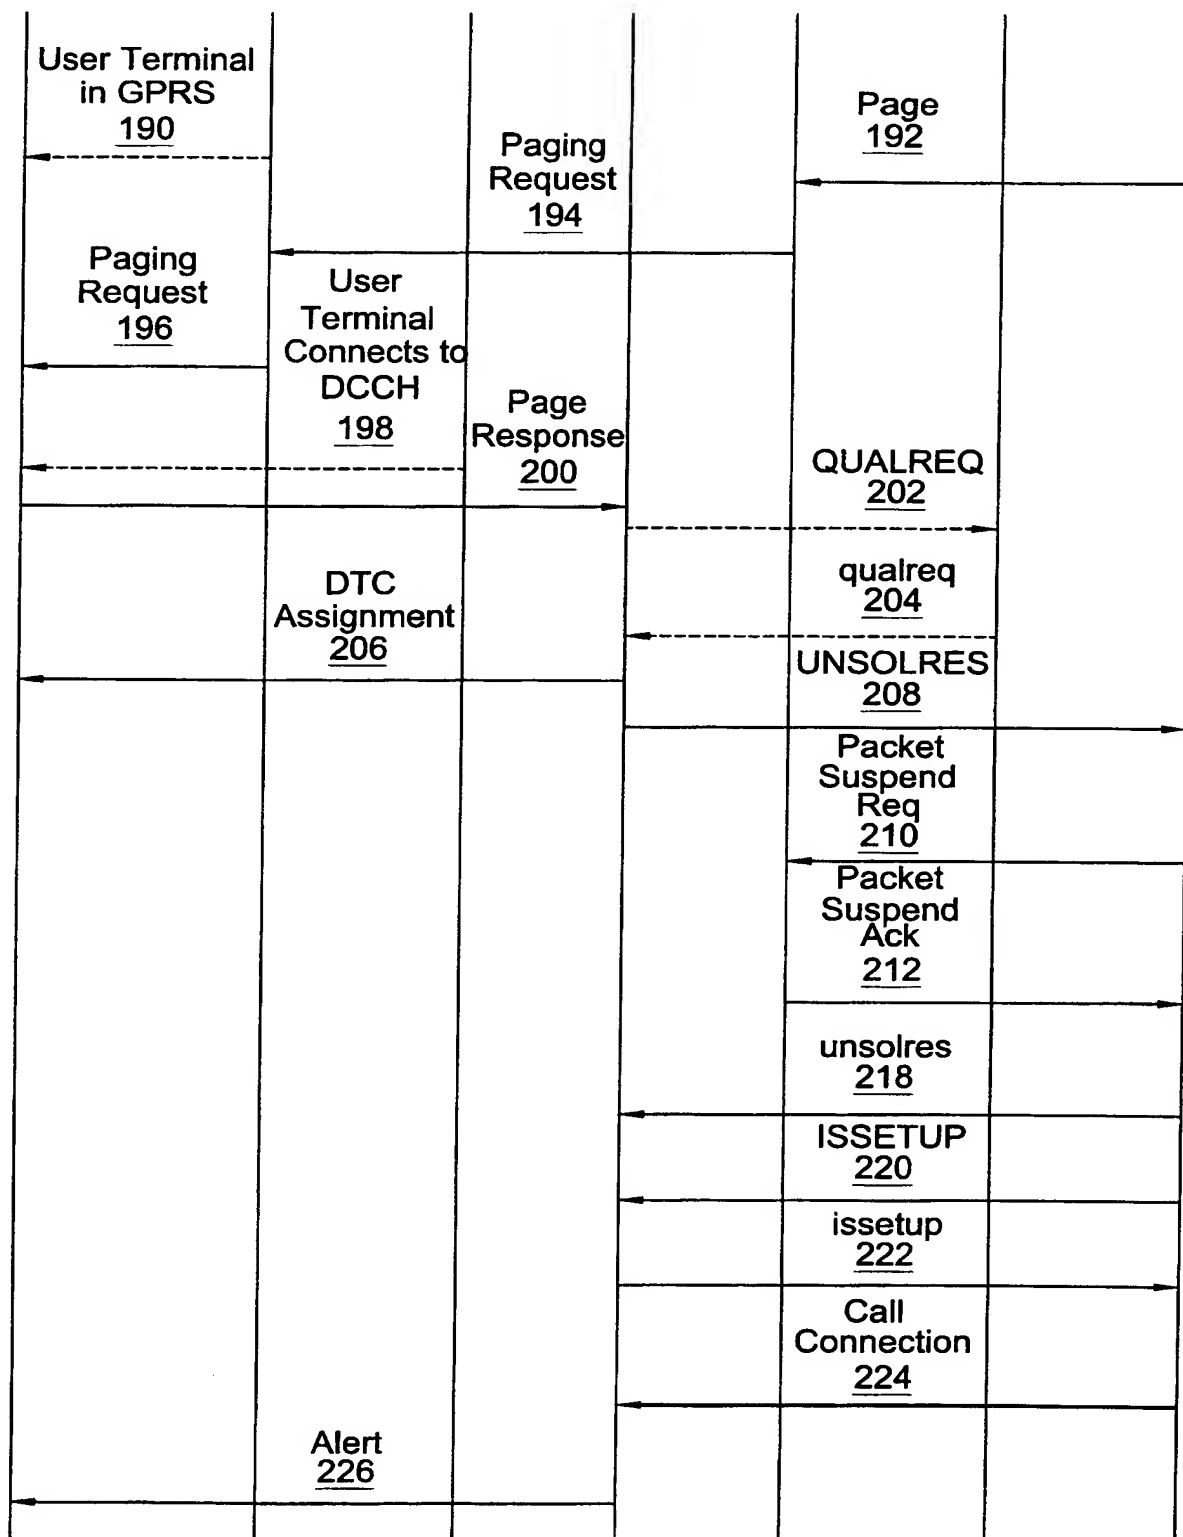 User Terminal
in GPRS
190
Page
192
Paging
Request
194
Paging
Request
196
User
Terminal
Connects to
DCCH
198
Page
Response
200
QUALREQ
202
qualreq
204
DTC
Assignment
206
UNSOLRES
208
Packet
Suspend
Req
210
Packet
Suspend
Ack
212
unsolres
218
ISSETUP
220
issetup
222
Call
Connection
224
Alert
226